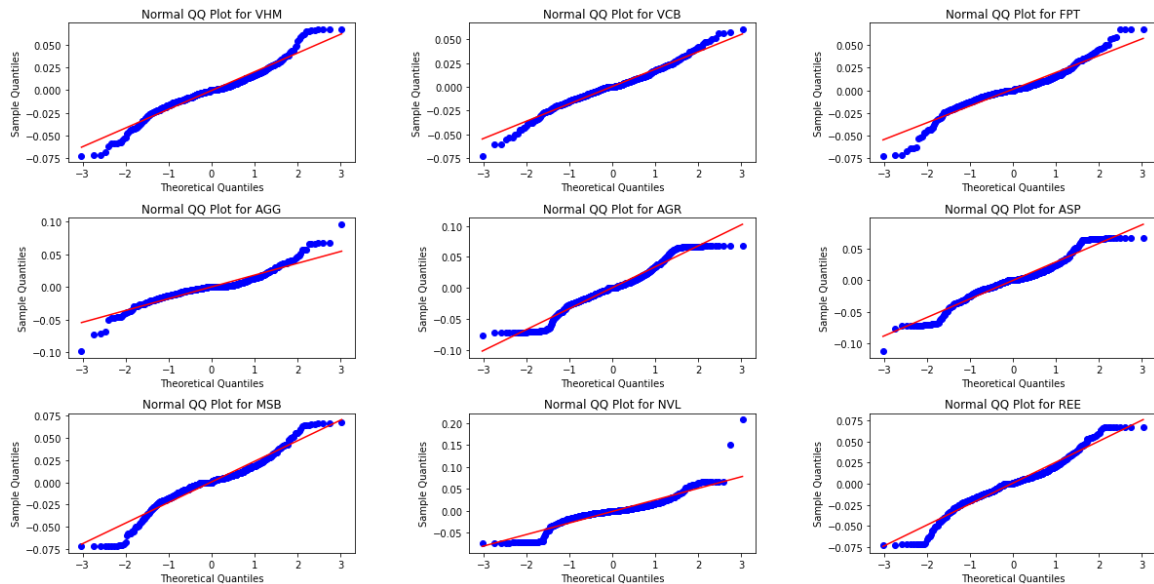 Normal QQ Plot for VHM
Sample Quantiles
0.050
0.025
0.000
−0.025
−0.050
−0.075
−3 −2 −1 0 1 2 3
Theoretical Quantiles
Normal QQ Plot for VCB
Sample Quantiles
0.050
0.025
0.000
−0.025
−0.050
−0.075
−3 −2 −1 0 1 2 3
Theoretical Quantiles
Normal QQ Plot for FPT
Sample Quantiles
0.050
0.025
0.000
−0.025
−0.050
−0.075
−3 −2 −1 0 1 2 3
Theoretical Quantiles
Normal QQ Plot for AGG
Sample Quantiles
0.10
0.05
0.00
−0.05
−0.10
−3 −2 −1 0 1 2 3
Theoretical Quantiles
Normal QQ Plot for AGR
Sample Quantiles
0.10
0.05
0.00
−0.05
−0.10
−3 −2 −1 0 1 2 3
Theoretical Quantiles
Normal QQ Plot for ASP
Sample Quantiles
0.05
0.00
−0.05
−0.10
−3 −2 −1 0 1 2 3
Theoretical Quantiles
Normal QQ Plot for MSB
Sample Quantiles
0.075
0.050
0.025
0.000
−0.025
−0.050
−0.075
−3 −2 −1 0 1 2 3
Theoretical Quantiles
Normal QQ Plot for NVL
Sample Quantiles
0.20
0.15
0.10
0.05
0.00
−0.05
−3 −2 −1 0 1 2 3
Theoretical Quantiles
Normal QQ Plot for REE
Sample Quantiles
0.075
0.050
0.025
0.000
−0.025
−0.050
−0.075
−3 −2 −1 0 1 2 3
Theoretical Quantiles